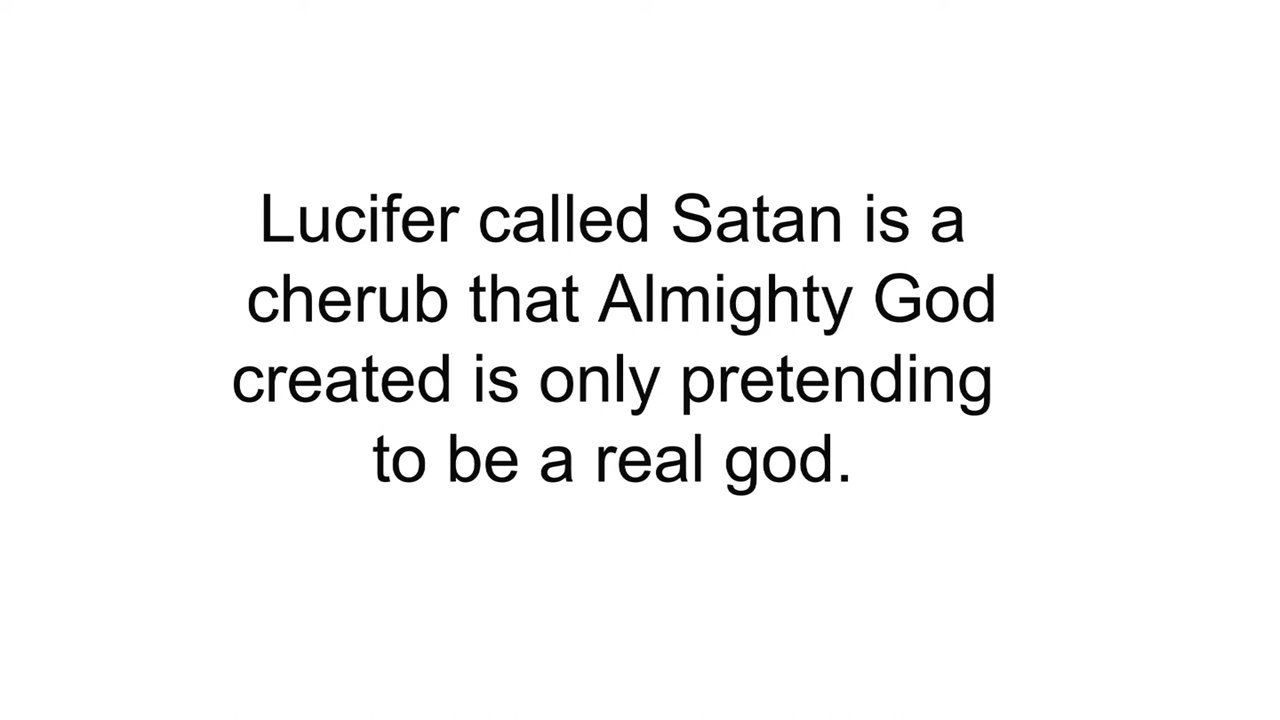 Lucifer called Satan is a
cherub that Almighty God
created is only pretending
to be a real god.